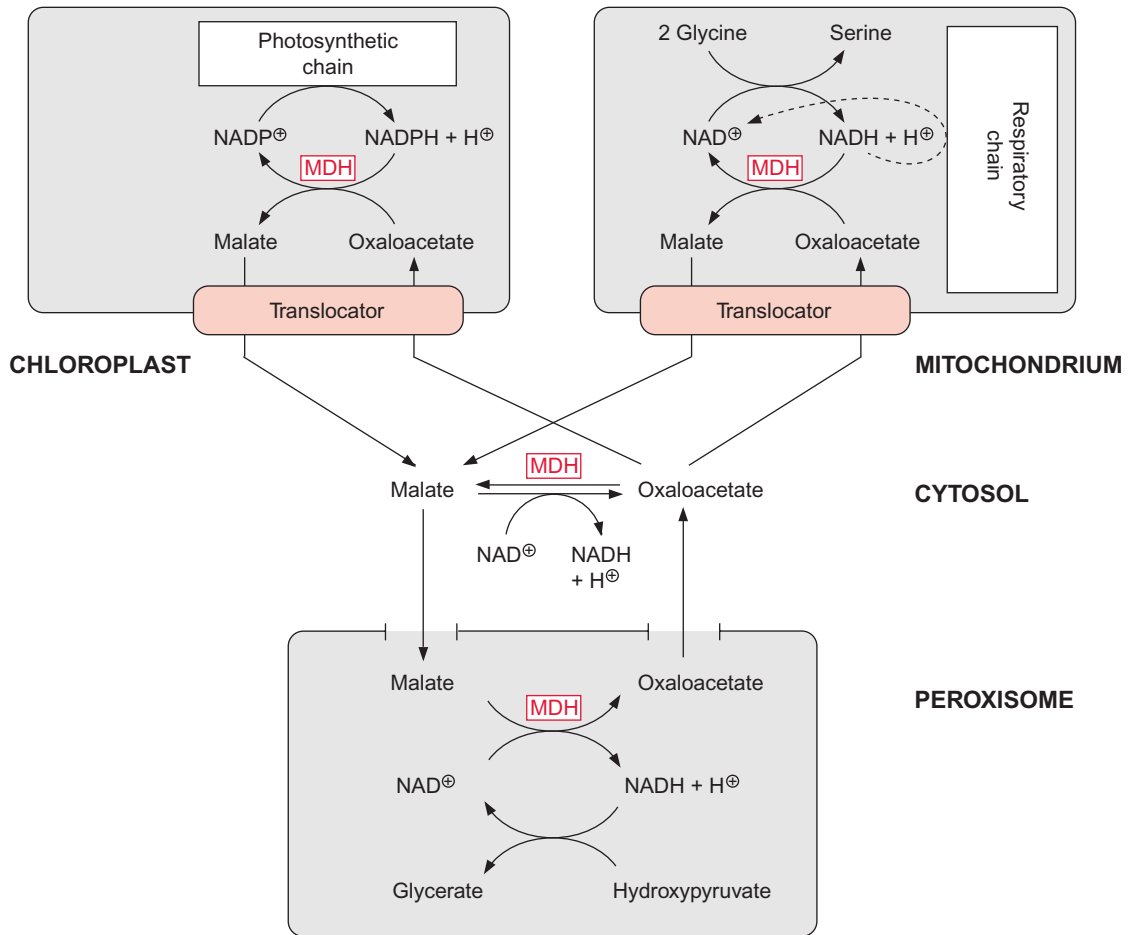 Photosynthetic
chain
NADP⊕
NADPH + H⊕
MDH
Malate
Oxaloacetate
Translocator
CHLOROPLAST
2 Glycine
Serine
NAD⊕
NADH + H⊕
MDH
Malate
Oxaloacetate
Respiratory
chain
Translocator
MITOCHONDRIUM
MDH
Malate
Oxaloacetate
NAD⊕
NADH
+ H⊕
CYTOSOL
Malate
Oxaloacetate
MDH
NAD⊕
NADH + H⊕
Glycerate
Hydroxypyruvate
PEROXISOME